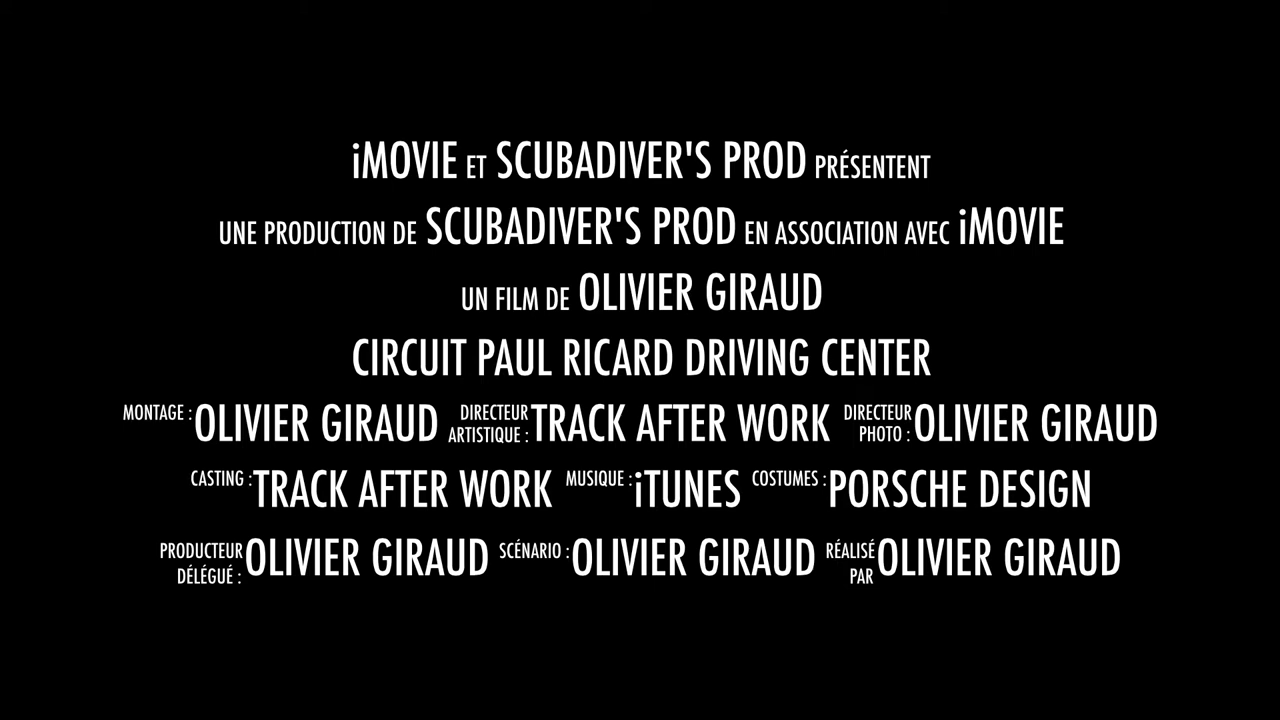 iMOVIE ET SCUBADIVER'S PROD PRÉSENTENT
UNE PRODUCTION DE SCUBADIVER'S PROD EN ASSOCIATION AVEC iMOVIE
UN FILM DE OLIVIER GIRAUD
CIRCUIT PAUL RICARD DRIVING CENTER
MONTAGE : OLIVIER GIRAUD DIRECTEUR ARTISTIQUE : TRACK AFTER WORK DIRECTEUR PHOTO : OLIVIER GIRAUD
CASTING : TRACK AFTER WORK MUSIQUE : iTUNES COSTUMES : PORSCHE DESIGN
PRODUCTEUR DÉLÉGUÉ : OLIVIER GIRAUD SCÉNARIO : OLIVIER GIRAUD RÉALISÉ PAR OLIVIER GIRAUD